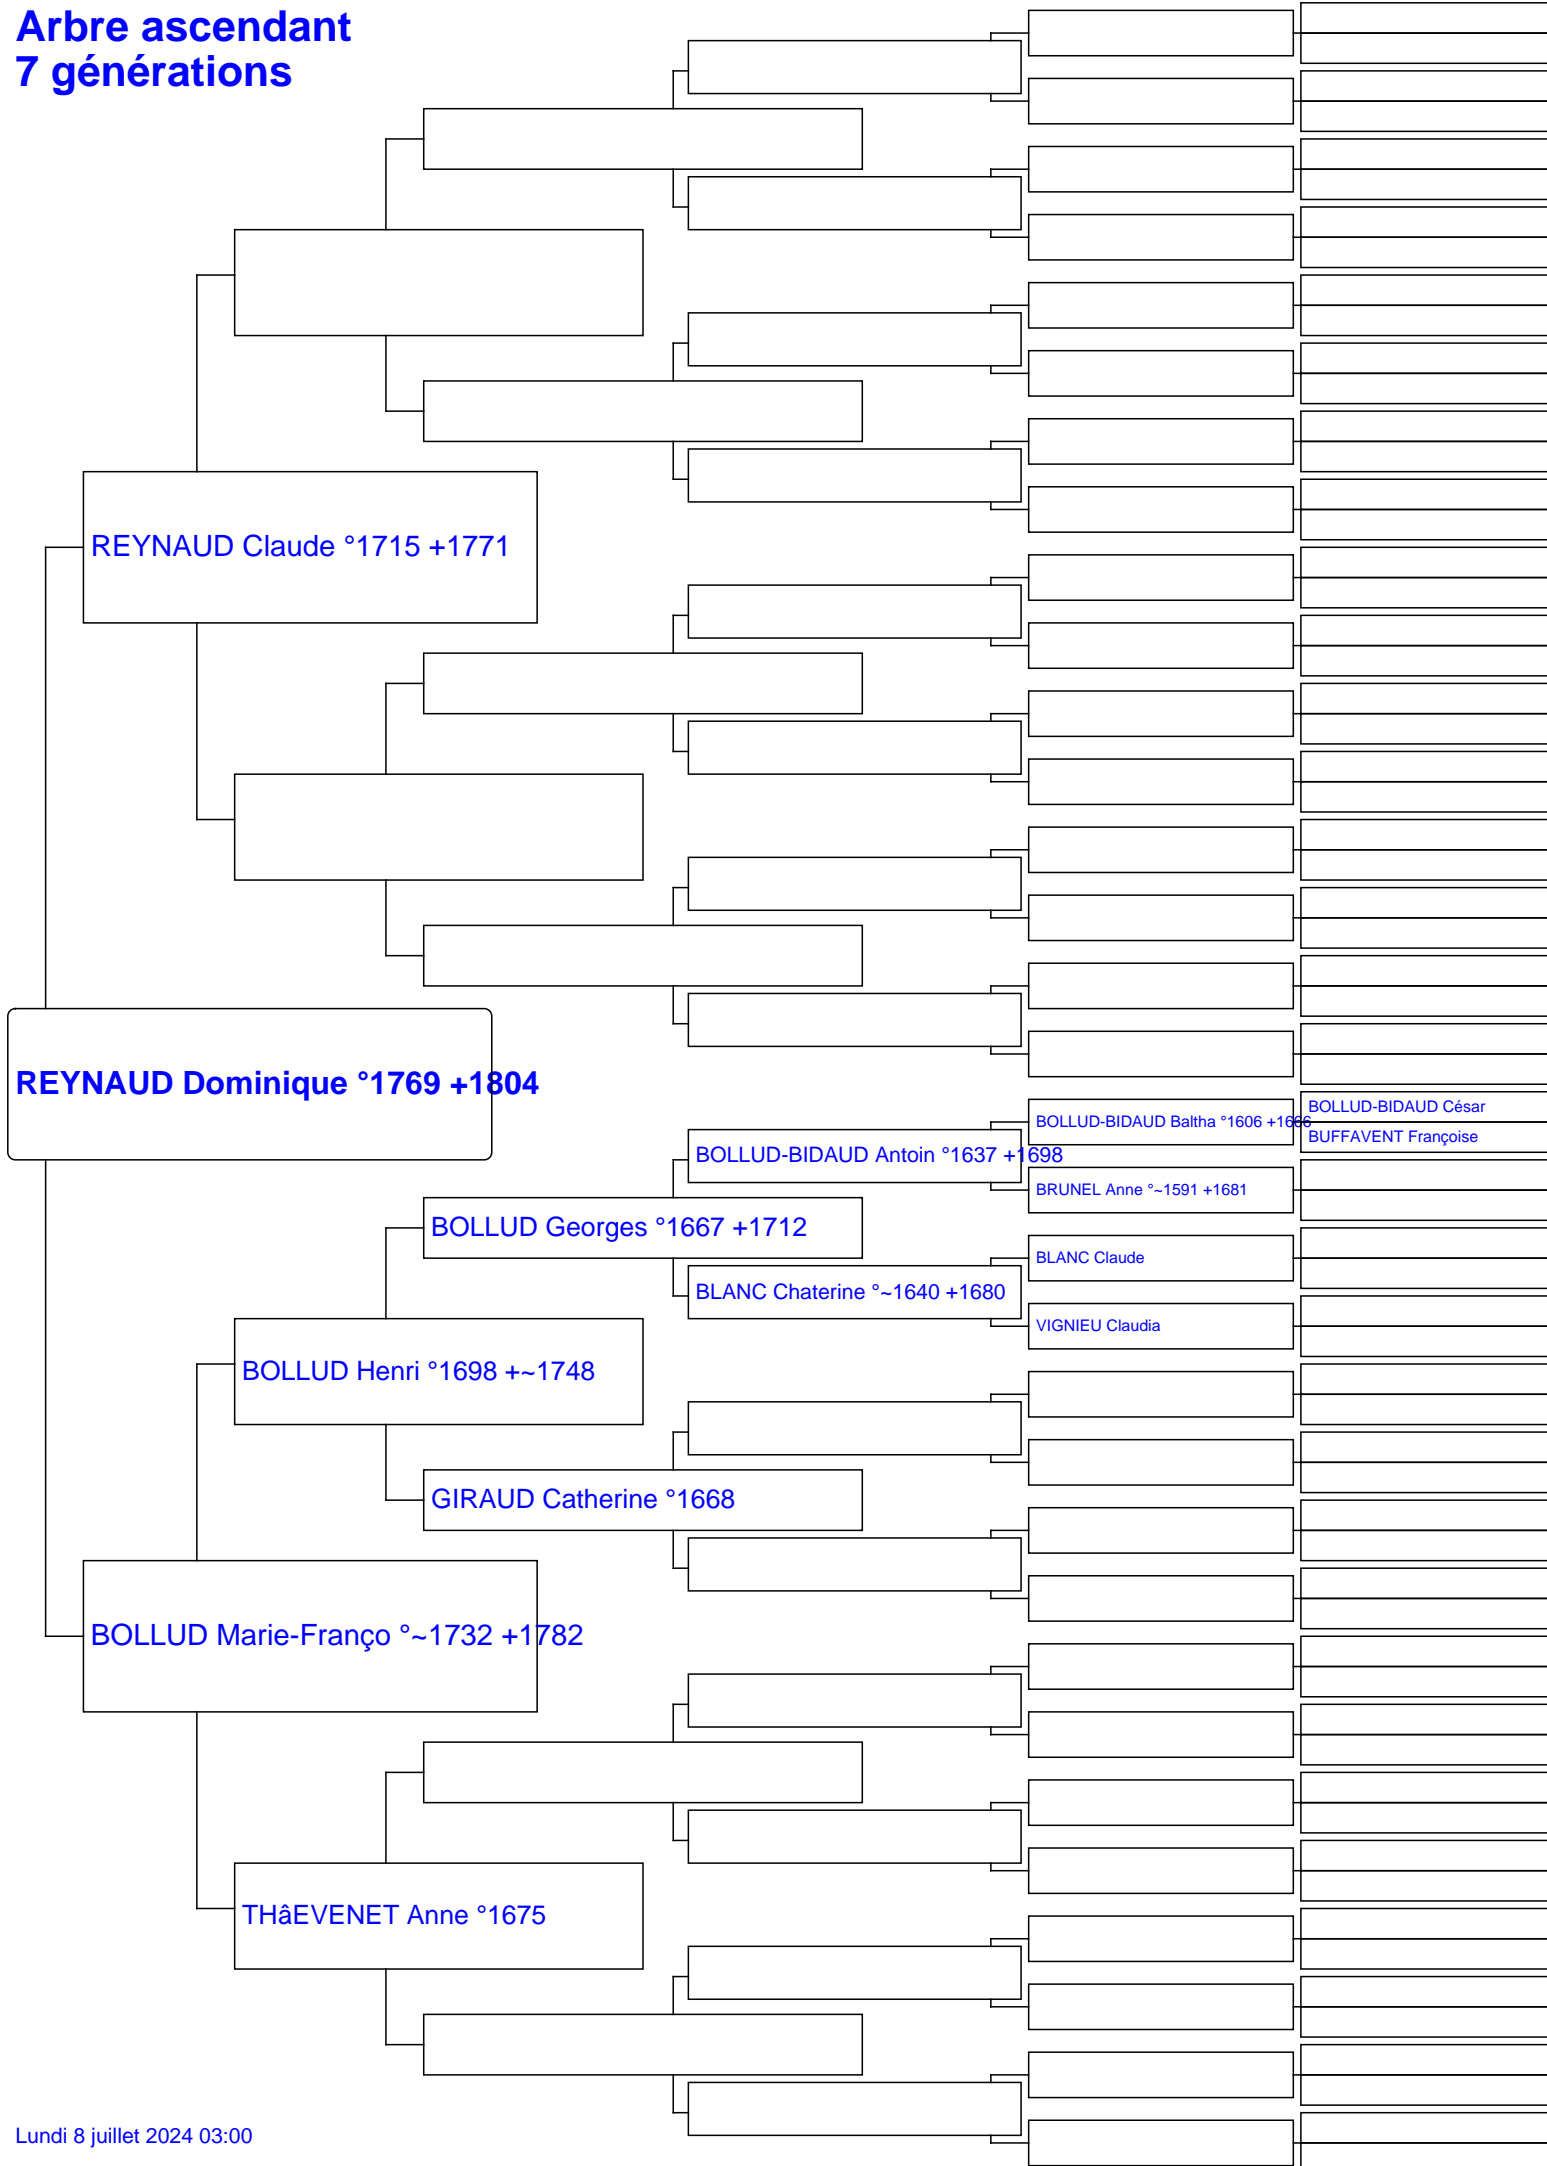 Arbre ascendant
7 générations
REYNAUD Claude °1715 +1771
REYNAUD Dominique °1769 +1804
BOLLUD-BIDAUD Baltha °1606 +1666
BOLLUD-BIDAUD César
BUFFAVENT Françoise
BOLLUD-BIDAUD Antoin °1637 +1698
BRUNEL Anne °~1591 +1681
BOLLUD Georges °1667 +1712
BLANC Claude
BLANC Chaterine °~1640 +1680
VIGNIEU Claudia
BOLLUD Henri °1698 +~1748
GIRAUD Catherine °1668
BOLLUD Marie-Franço °~1732 +1782
THâEVENET Anne °1675
Lundi 8 juillet 2024 03:00